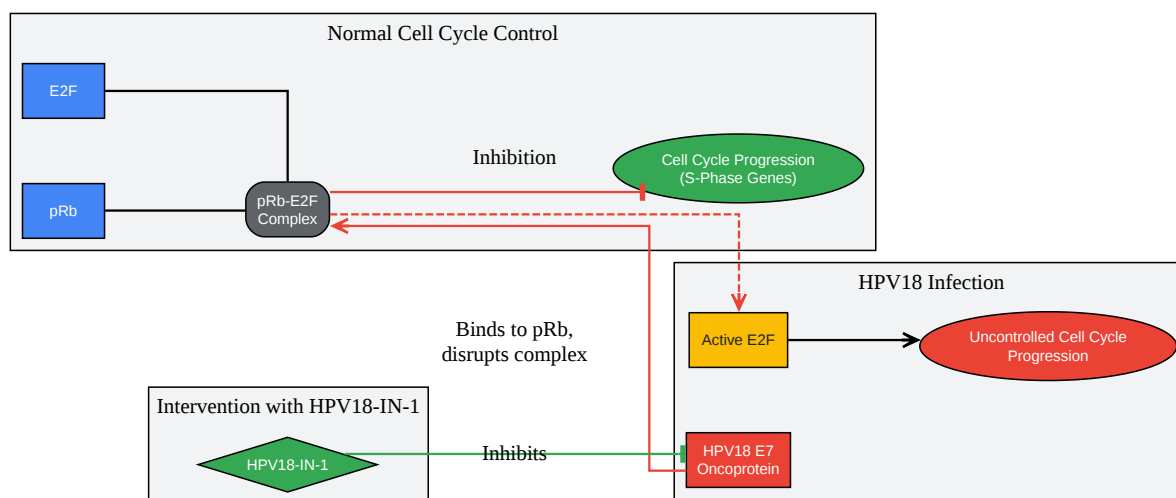 Normal Cell Cycle Control
E2F
Inhibition
Cell Cycle Progression
(S-Phase Genes)
pRb
pRb-E2F
Complex
HPV18 Infection
Binds to pRb,
disrupts complex
Active E2F
Uncontrolled Cell Cycle
Progression
Intervention with HPV18-IN-1
HPV18-IN-1
Inhibits
HPV18 E7
Oncoprotein